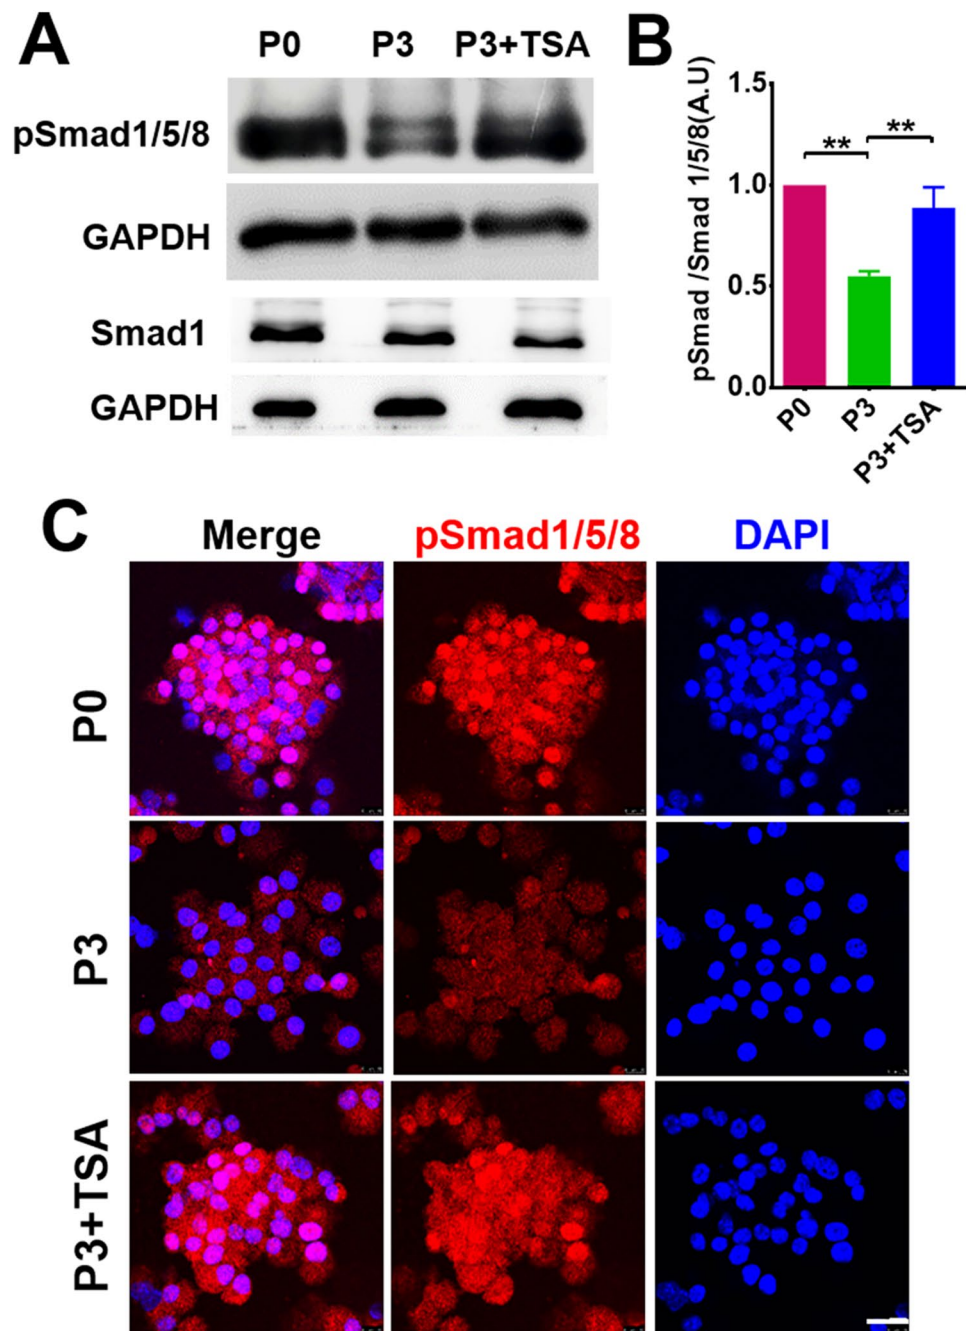 A
P0 P3 P3+TSA
pSmad1/5/8
GAPDH
Smad1
GAPDH
B
pSmad /Smad 1/5/8(A.U)
1.5
1.0
0.5
0.0
**
**
P0
P3
P3+TSA
C
Merge pSmad1/5/8 DAPI
P0
P3
P3+TSA